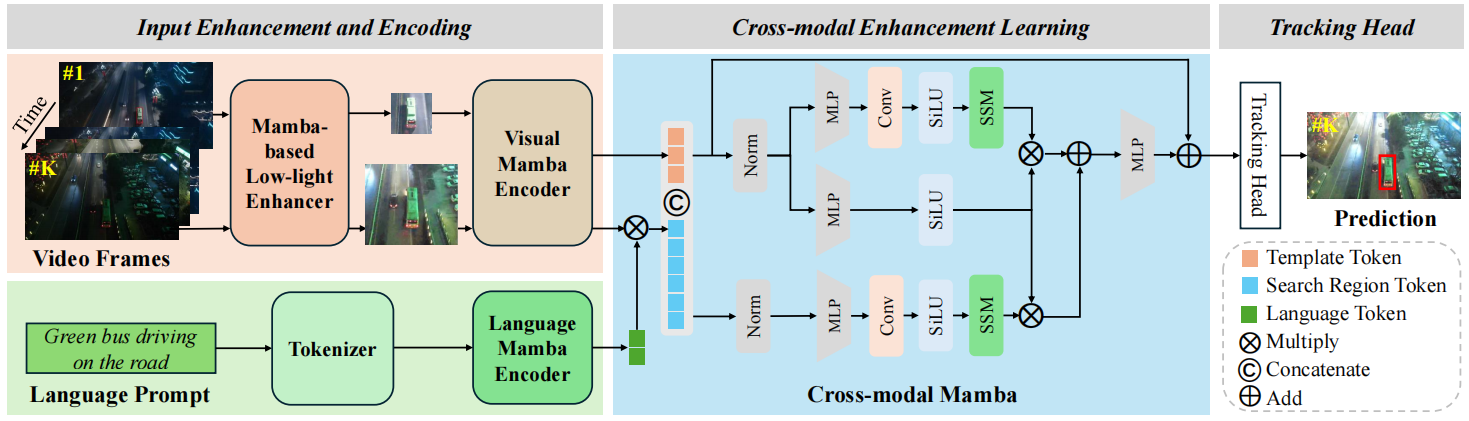 Input Enhancement and Encoding
Cross-modal Enhancement Learning
Tracking Head
#1
Time
#K
Video Frames
Mamba-
based
Low-light
Enhancer
Visual
Mamba
Encoder
Green bus driving
on the road
Language Prompt
Tokenizer
Language
Mamba
Encoder
C
Norm
MLP
Conv
SiLU
SSM
MLP
SiLU
Norm
MLP
Conv
SiLU
SSM
MLP
Cross-modal Mamba
Tracking Head
#K
Prediction
Template Token
Search Region Token
Language Token
Multiply
C Concatenate
Add